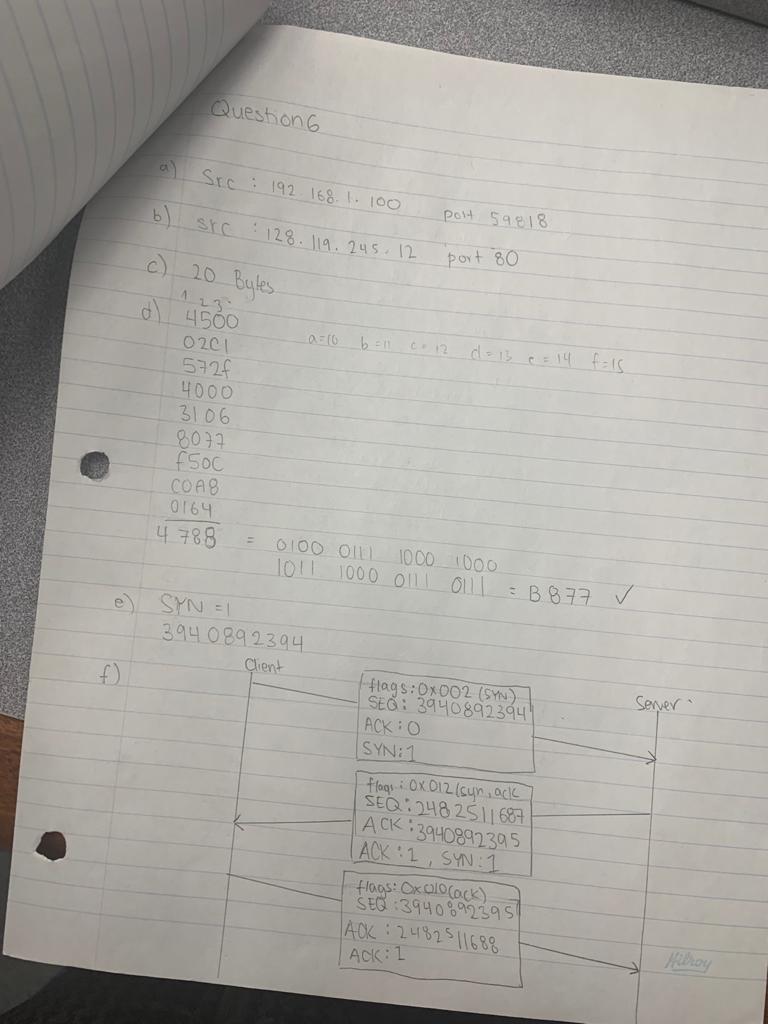 Question 6
a) Src : 192.168.1.100 port 59818
b) src : 128.119.245.12 port 80
c) 20 Bytes
1 2 3
d) 4500
02C1 a=10 b=11 c=12 d=13 e=14 f=15
572f
4000
3106
8077
f50C
C0A8
0164
4788 = 0100 0111 1000 1000
1011 1000 0111 0111 = B877 ✓
e) SYN=1
3940892394
f) Client
Server
flags:0x002 (SYN)
SEQ: 3940892394
ACK:0
SYN:1
flags:0x012(syn,ack
SEQ:2482511687
ACK:3940892395
ACK:1, SYN:1
flags:0x010(ack)
SEQ:3940892395
ACK:2482511688
ACK:1
Hilroy